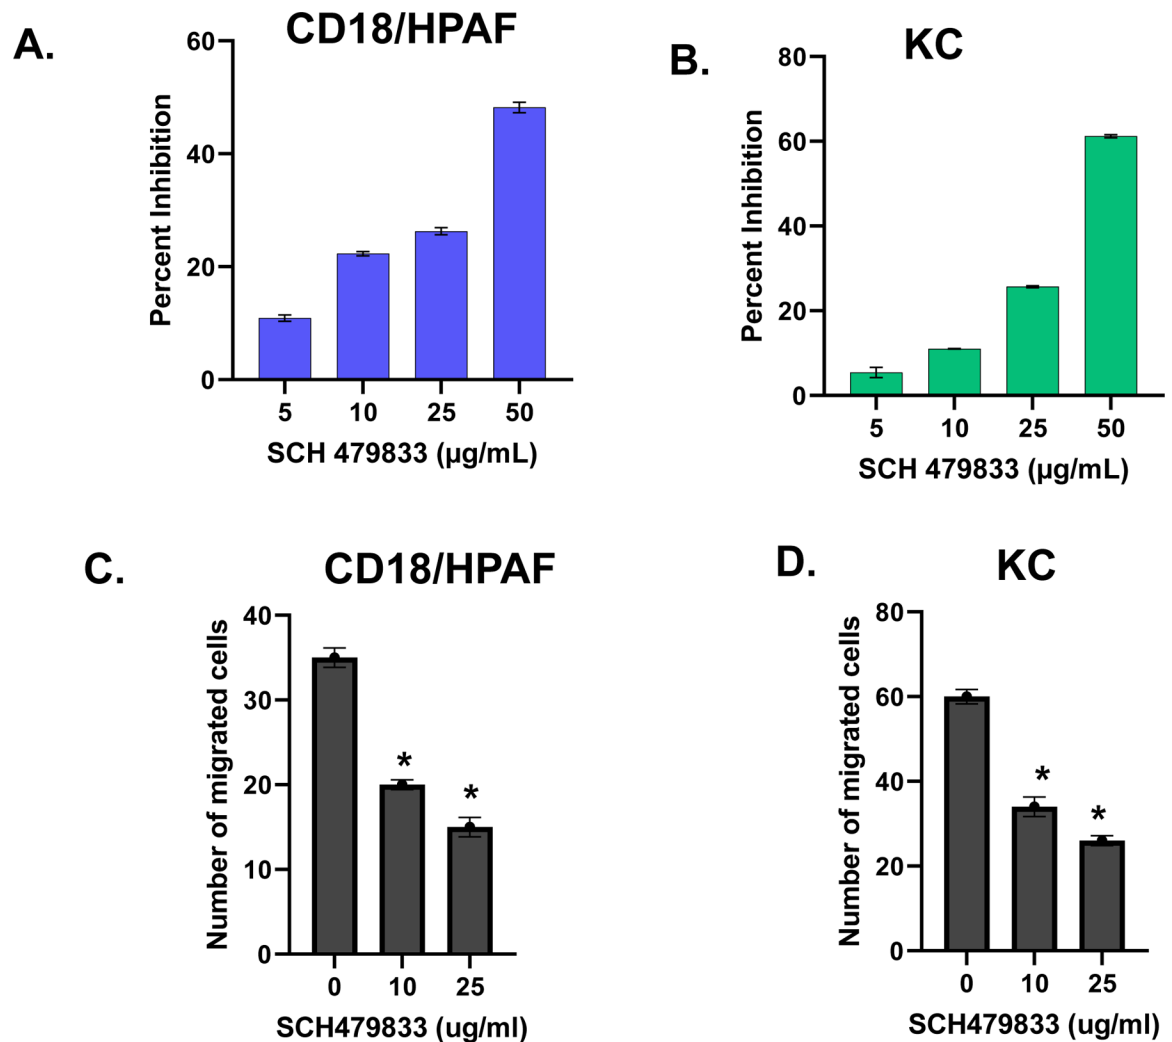 A.
CD18/HPAF
60
40
20
0
Percent Inhibition
5 10 25 50
SCH 479833 (µg/mL)
B.
KC
80
60
40
20
0
Percent Inhibition
5 10 25 50
SCH 479833 (µg/mL)
C.
CD18/HPAF
40
30
20
10
0
Number of migrated cells
* *
0 10 25
SCH479833 (ug/ml)
D.
KC
80
60
40
20
0
Number of migrated cells
* *
0 10 25
SCH479833 (ug/ml)